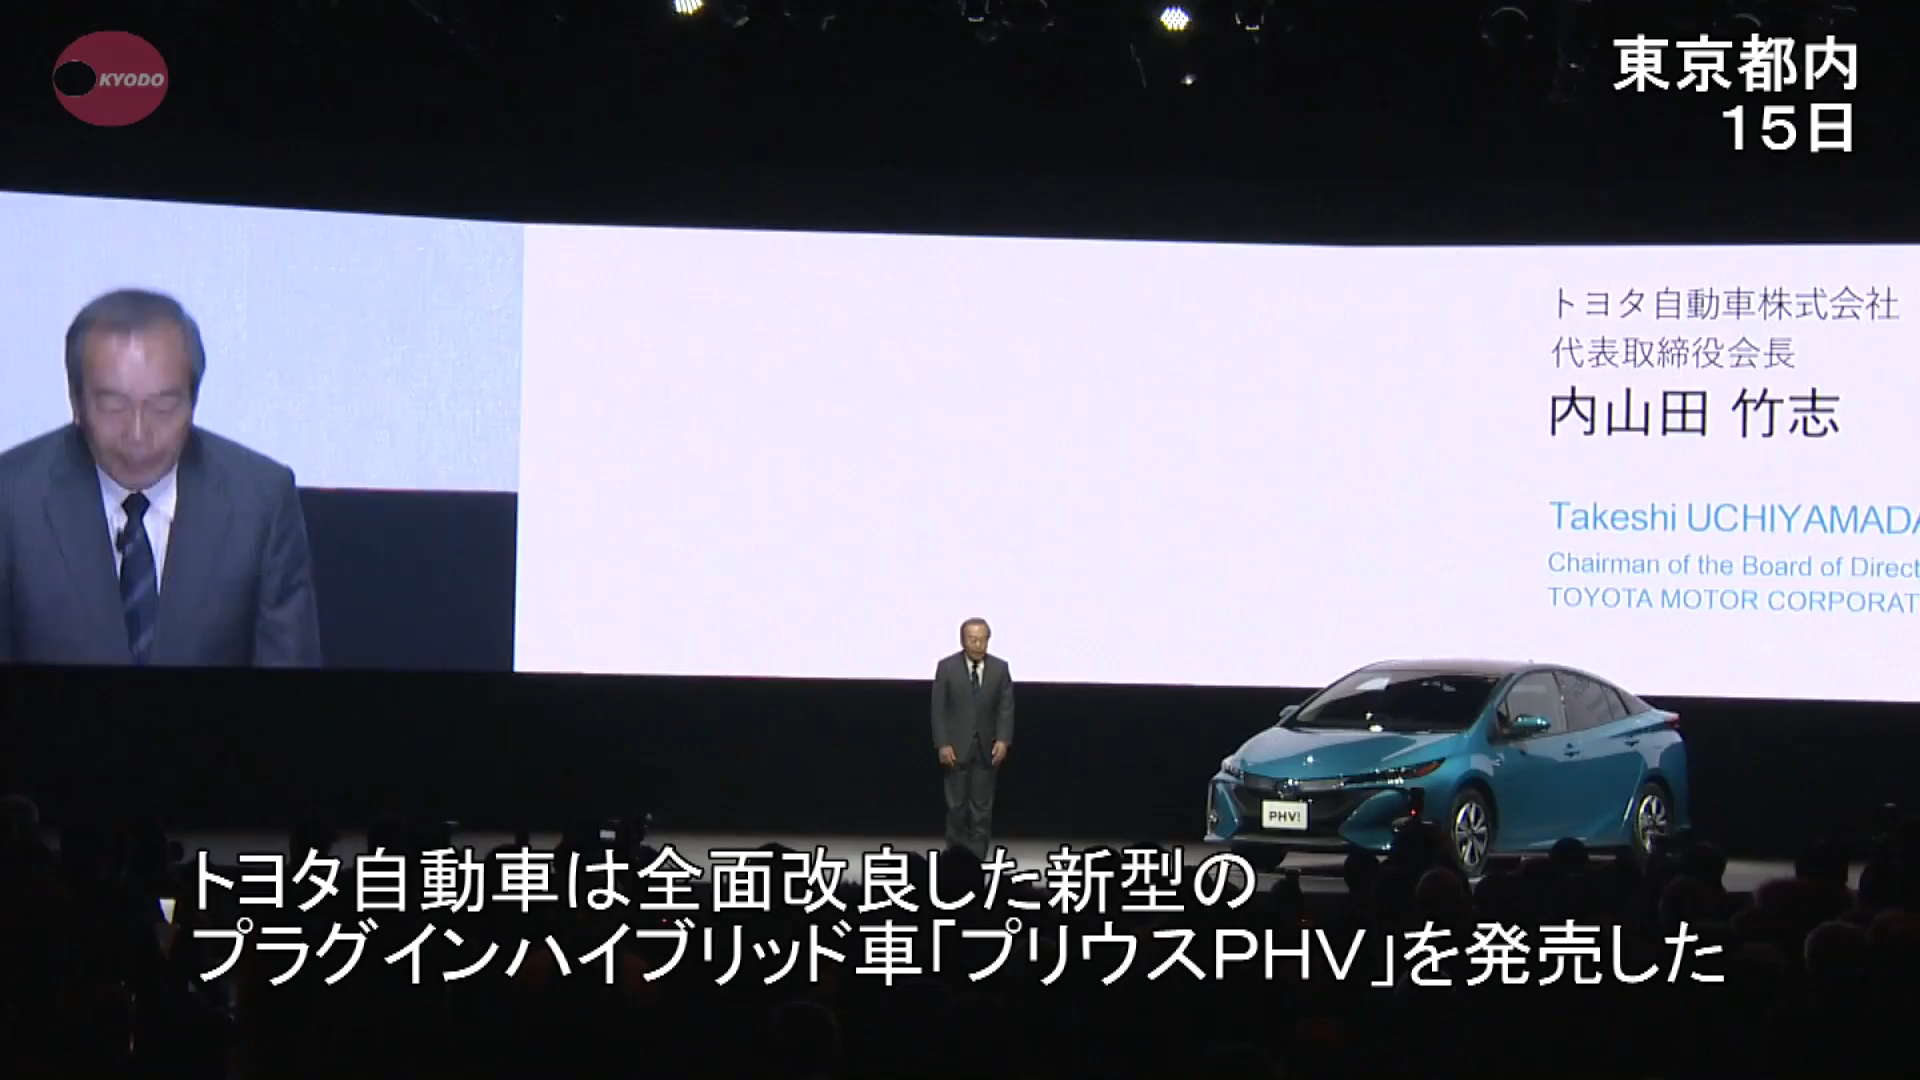 KYODO
東京都内
15日
トヨタ自動車株式会社
代表取締役会長
内山田 竹志
Takeshi UCHIYAMADA
Chairman of the Board of Direct
TOYOTA MOTOR CORPORAT
PHV!
トヨタ自動車は全面改良した新型の
プラグインハイブリッド車「プリウスPHV」を発売した